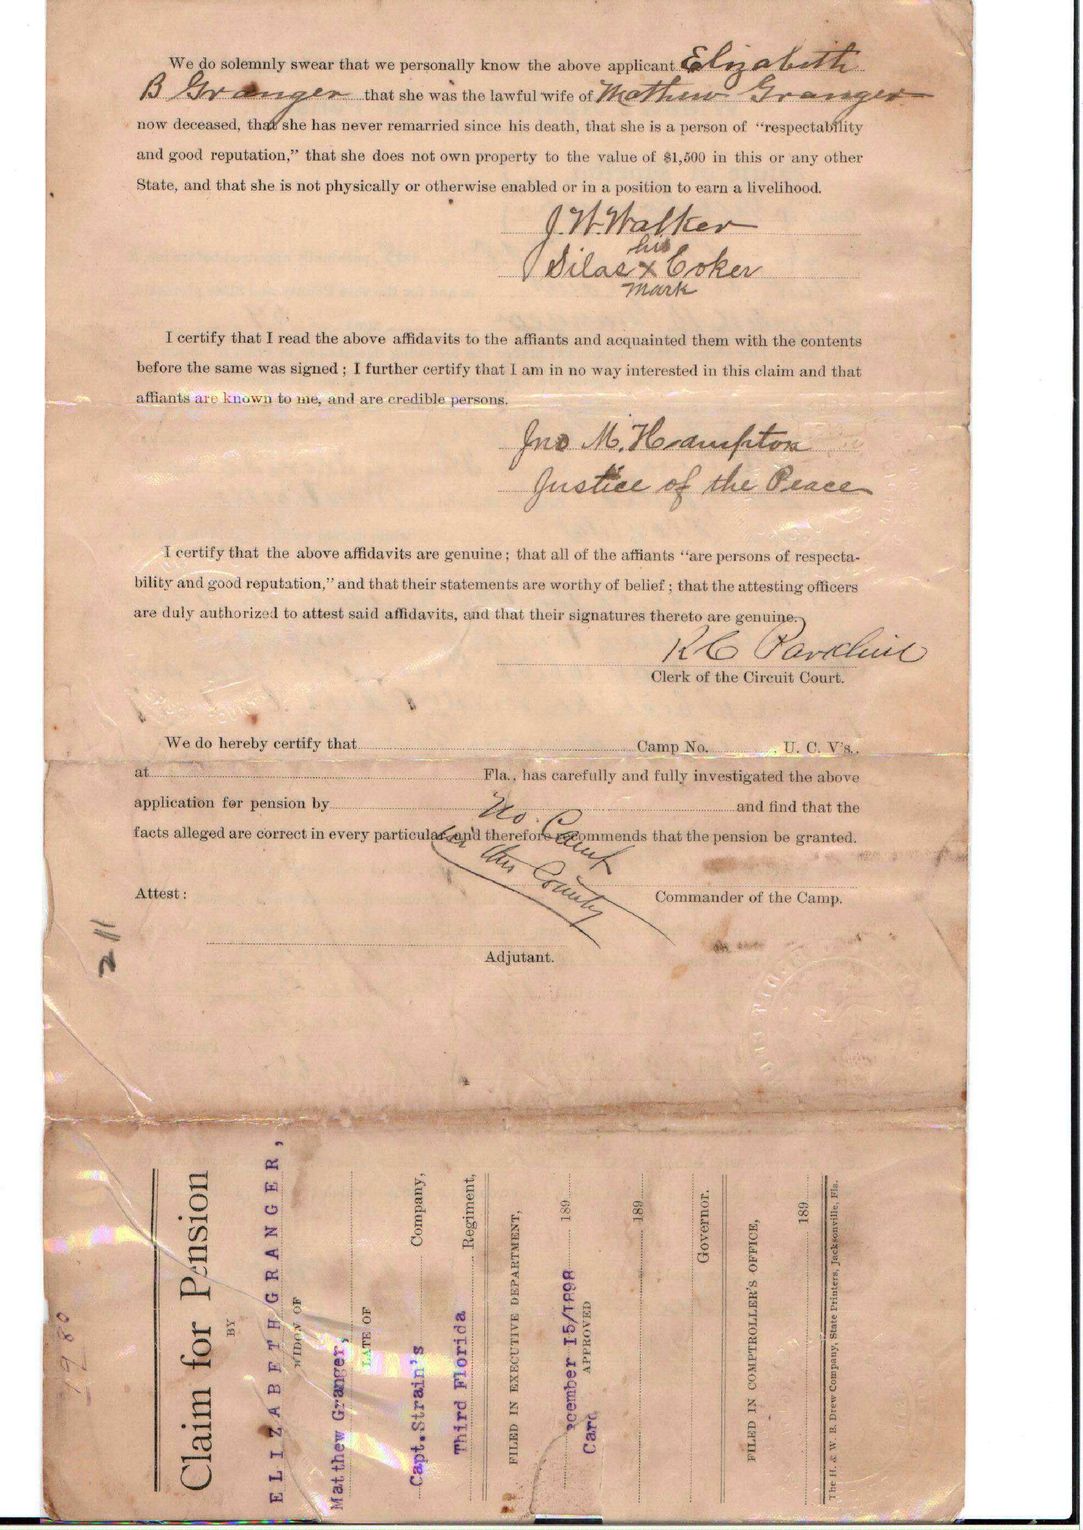 We do solemnly swear that we personally know the above applicant Elizabeth
B Granger that she was the lawful wife of Mathew Granger
now deceased, that she has never remarried since his death, that she is a person of “respectability
and good reputation,” that she does not own property to the value of $1,500 in this or any other
State, and that she is not physically or otherwise enabled or in a position to earn a livelihood.
J. W. Walker
his
Silas x Coker
mark
I certify that I read the above affidavits to the affiants and acquainted them with the contents
before the same was signed; I further certify that I am in no way interested in this claim and that
affiants are known to me, and are credible persons.
Jno M. Hampton
Justice of the Peace
I certify that the above affidavits are genuine; that all of the affiants “are persons of respecta-
bility and good reputation,” and that their statements are worthy of belief; that the attesting officers
are duly authorized to attest said affidavits, and that their signatures thereto are genuine.
Clerk of the Circuit Court.
We do hereby certify that Camp No. U. C. V's.,
at Fla., has carefully and fully investigated the above
application for pension by and find that the
No Camp
facts alleged are correct in every particular and therefore recommends that the pension be granted.
this County
Attest: Commander of the Camp.
Adjutant.
211
1980
Claim for Pension
BY
ELIZABETH GRANGER,
WIDOW OF
Matthew Granger,
LATE OF
Capt. Strain's Company,
Third Florida Regiment,
FILED IN EXECUTIVE DEPARTMENT,
cember 15/1898 189
Card
APPROVED
189
Governor.
FILED IN COMPTROLLER'S OFFICE,
189
The H. & W. B. Drew Company, State Printers, Jacksonville, Fla.